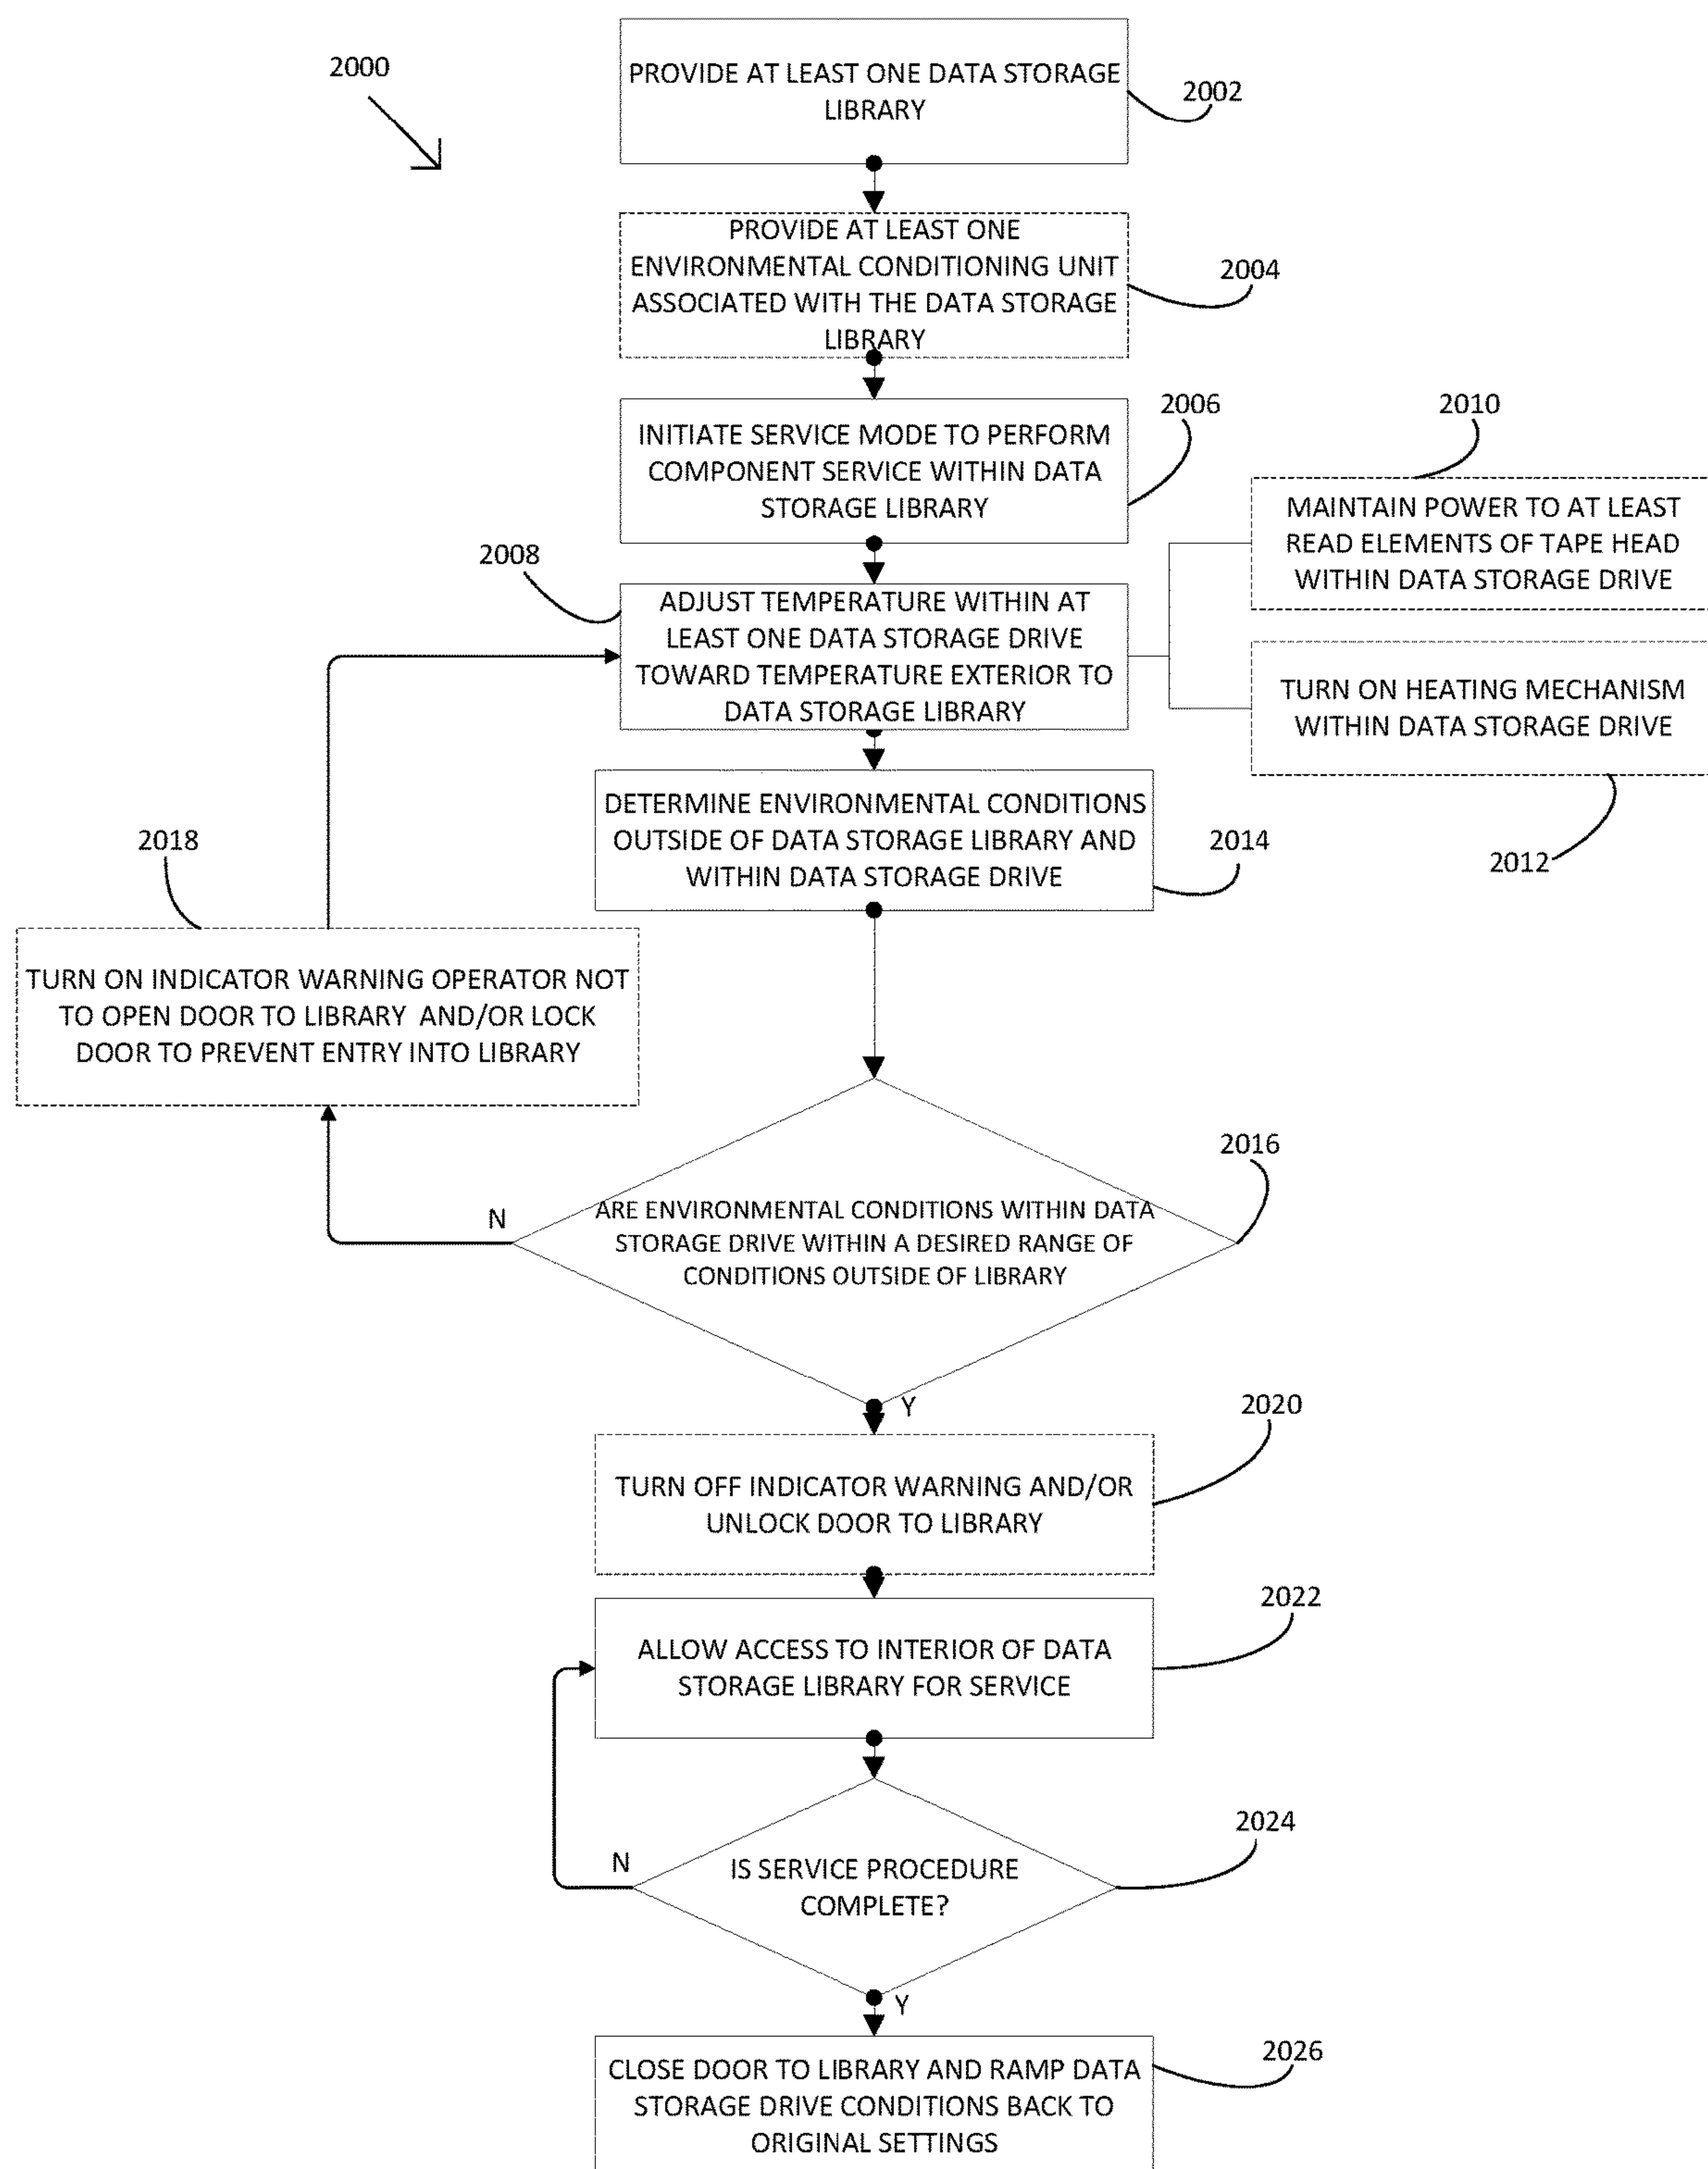 2000
PROVIDE AT LEAST ONE DATA STORAGE
LIBRARY
2002
PROVIDE AT LEAST ONE
ENVIRONMENTAL CONDITIONING UNIT
ASSOCIATED WITH THE DATA STORAGE
LIBRARY
2004
INITIATE SERVICE MODE TO PERFORM
COMPONENT SERVICE WITHIN DATA
STORAGE LIBRARY
2006
2010
MAINTAIN POWER TO AT LEAST
READ ELEMENTS OF TAPE HEAD
WITHIN DATA STORAGE DRIVE
2008
ADJUST TEMPERATURE WITHIN AT
LEAST ONE DATA STORAGE DRIVE
TOWARD TEMPERATURE EXTERIOR TO
DATA STORAGE LIBRARY
TURN ON HEATING MECHANISM
WITHIN DATA STORAGE DRIVE
2012
DETERMINE ENVIRONMENTAL CONDITIONS
OUTSIDE OF DATA STORAGE LIBRARY AND
WITHIN DATA STORAGE DRIVE
2014
2018
TURN ON INDICATOR WARNING OPERATOR NOT
TO OPEN DOOR TO LIBRARY AND/OR LOCK
DOOR TO PREVENT ENTRY INTO LIBRARY
2016
N
ARE ENVIRONMENTAL CONDITIONS WITHIN DATA
STORAGE DRIVE WITHIN A DESIRED RANGE OF
CONDITIONS OUTSIDE OF LIBRARY
Y
2020
TURN OFF INDICATOR WARNING AND/OR
UNLOCK DOOR TO LIBRARY
2022
ALLOW ACCESS TO INTERIOR OF DATA
STORAGE LIBRARY FOR SERVICE
2024
N
IS SERVICE PROCEDURE
COMPLETE?
Y
2026
CLOSE DOOR TO LIBRARY AND RAMP DATA
STORAGE DRIVE CONDITIONS BACK TO
ORIGINAL SETTINGS